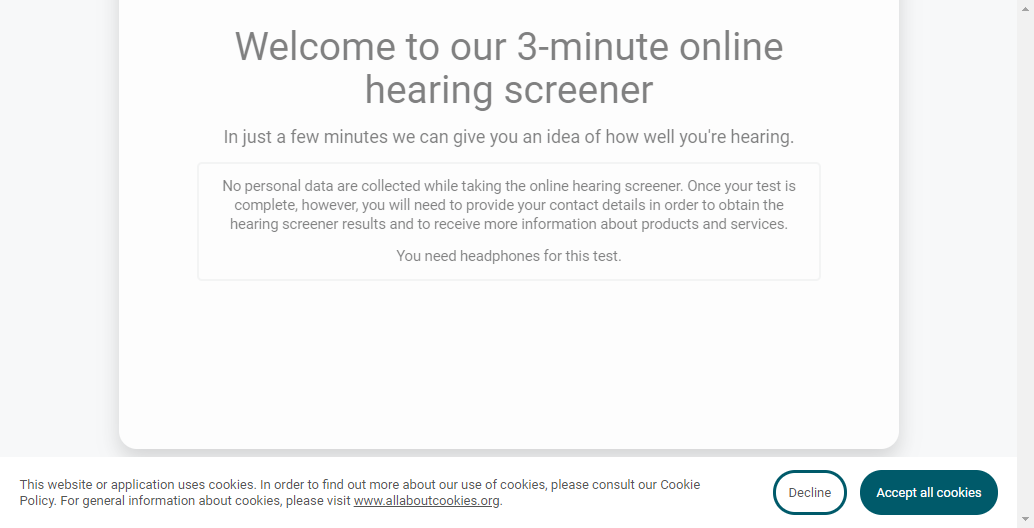 Welcome to our 3-minute online
hearing screener
In just a few minutes we can give you an idea of how well you're hearing.
No personal data are collected while taking the online hearing screener. Once your test is
complete, however, you will need to provide your contact details in order to obtain the
hearing screener results and to receive more information about products and services.
You need headphones for this test.
This website or application uses cookies. In order to find out more about our use of cookies, please consult our Cookie
Policy. For general information about cookies, please visit www.allaboutcookies.org.
Decline
Accept all cookies